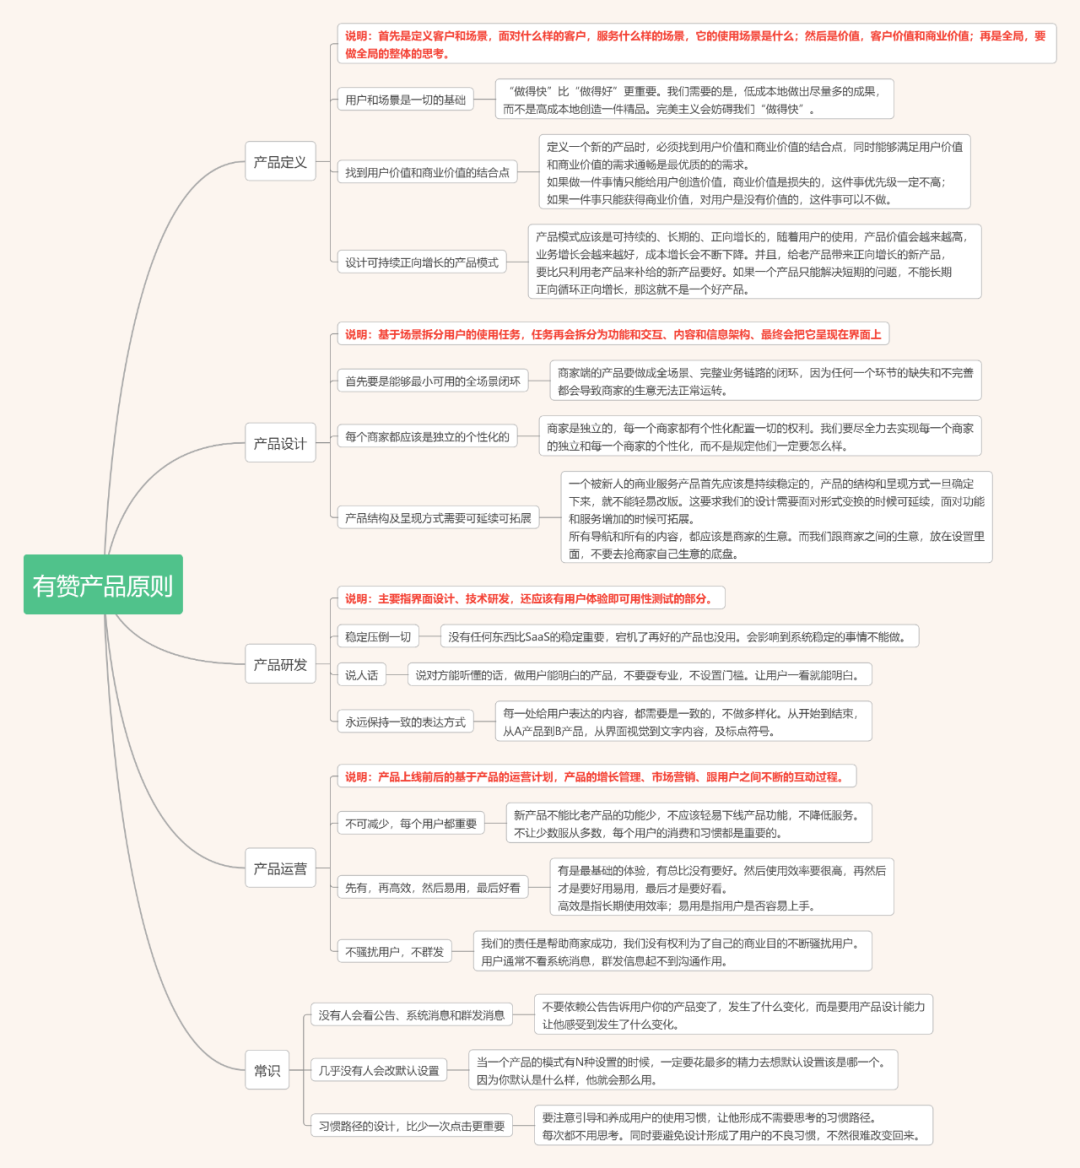 有赞产品原则
产品定义
说明：首先是定义客户和场景，面对什么样的客户，服务什么样的场景，它的使用场景是什么；然后是价值，客户价值和商业价值；再是全局，要
做全局的整体的思考。
用户和场景是一切的基础
“做得快”比“做得好”更重要。我们需要的是，低成本地做出尽量多的成果，
而不是高成本地创造一件精品。完美主义会妨碍我们“做得快”。
找到用户价值和商业价值的结合点
定义一个新的产品时，必须找到用户价值和商业价值的结合点，同时能够满足用户价值
和商业价值的需求通畅是最优质的的需求。
如果做一件事情只能给用户创造价值，商业价值是损失的，这件事优先级一定不高；
如果一件事只能获得商业价值，对用户是没有价值的，这件事可以不做。
设计可持续正向增长的产品模式
产品模式应该是可持续的、长期的、正向增长的，随着用户的使用，产品价值会越来越高，
业务增长会越来越好，成本增长会不断下降。并且，给老产品带来正向增长的新产品，
要比只利用老产品来补给的新产品要好。如果一个产品只能解决短期的问题，不能长期
正向循环正向增长，那这就不是一个好产品。
产品设计
说明：基于场景拆分用户的使用任务，任务再会拆分为功能和交互、内容和信息架构、最终会把它呈现在界面上
首先要是能够最小可用的全场景闭环
商家端的产品要做成全场景、完整业务链路的闭环，因为任何一个环节的缺失和不完善
都会导致商家的生意无法正常运转。
每个商家都应该是独立的个性化的
商家是独立的，每一个商家都有个性化配置一切的权利。我们要尽全力去实现每一个商家
的独立和每一个商家的个性化，而不是规定他们一定要怎么样。
产品结构及呈现方式需要可延续可拓展
一个被新人的商业服务产品首先应该是持续稳定的，产品的结构和呈现方式一旦确定
下来，就不能轻易改版。这要求我们的设计需要面对形式变换的时候可延续，面对功能
和服务增加的时候可拓展。
所有导航和所有的内容，都应该是商家的生意。而我们跟商家之间的生意，放在设置里
面，不要去抢商家自己生意的底盘。
产品研发
说明：主要指界面设计、技术研发，还应该有用户体验即可用性测试的部分。
稳定压倒一切
没有任何东西比SaaS的稳定重要，宕机了再好的产品也没用。会影响到系统稳定的事情不能做。
说人话
说对方能听懂的话，做用户能明白的产品，不要耍专业，不设置门槛。让用户一看就能明白。
永远保持一致的表达方式
每一处给用户表达的内容，都需要是一致的，不做多样化。从开始到结束，
从A产品到B产品，从界面视觉到文字内容，及标点符号。
产品运营
说明：产品上线前后的基于产品的运营计划，产品的增长管理、市场营销、跟用户之间不断的互动过程。
不可减少，每个用户都重要
新产品不能比老产品的功能少，不应该轻易下线产品功能，不降低服务。
不让少数服从多数，每个用户的消费和习惯都是重要的。
先有，再高效，然后易用，最后好看
有是最基础的体验，有总比没有要好。然后使用效率要很高，再然后
才是要好用易用，最后才是要好看。
高效是指长期使用效率；易用是指用户是否容易上手。
不骚扰用户，不群发
我们的责任是帮助商家成功，我们没有权利为了自己的商业目的不断骚扰用户。
用户通常不看系统消息，群发信息起不到沟通作用。
常识
没有人会看公告、系统消息和群发消息
不要依赖公告告诉用户你的产品变了，发生了什么变化，而是要用产品设计能力
让他感受到发生了什么变化。
几乎没有人会改默认设置
当一个产品的模式有N种设置的时候，一定要花最多的精力去想默认设置该是哪一个。
因为你默认是什么样，他就会那么用。
习惯路径的设计，比少一次点击更重要
要注意引导和养成用户的使用习惯，让他形成不需要思考的习惯路径。
每次都不用思考。同时要避免设计形成了用户的不良习惯，不然很难改变回来。